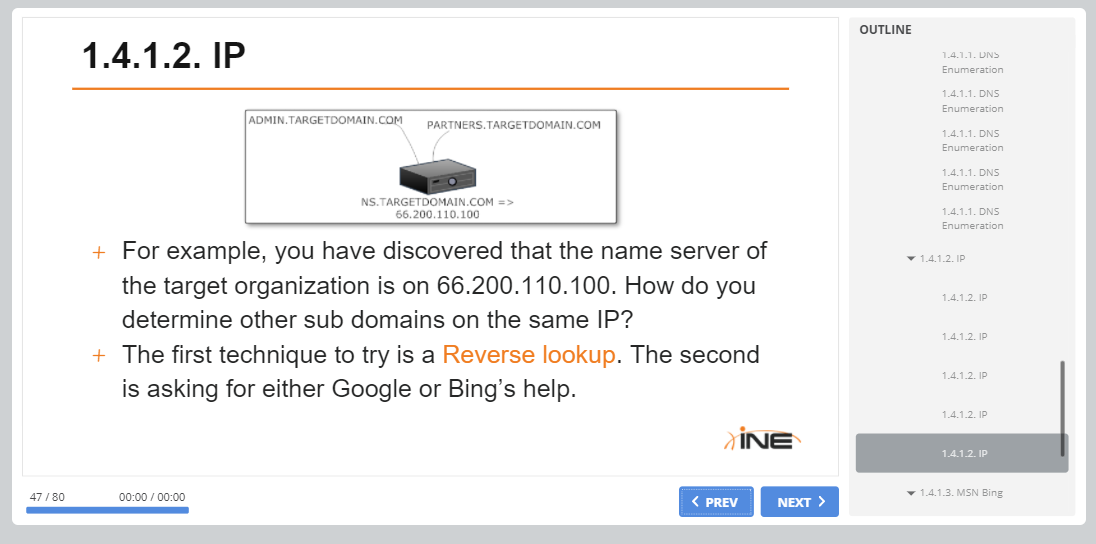 1.4.1.2. IP
ADMIN.TARGETDOMAIN.COM
PARTNERS.TARGETDOMAIN.COM
NS.TARGETDOMAIN.COM =>
66.200.110.100
+ For example, you have discovered that the name server of
the target organization is on 66.200.110.100. How do you
determine other sub domains on the same IP?
+ The first technique to try is a Reverse lookup. The second
is asking for either Google or Bing’s help.
INE
47 / 80
00:00 / 00:00
PREV
NEXT
OUTLINE
1.4.1.1. DNS
Enumeration
1.4.1.1. DNS
Enumeration
1.4.1.1. DNS
Enumeration
1.4.1.1. DNS
Enumeration
1.4.1.1. DNS
Enumeration
1.4.1.2. IP
1.4.1.2. IP
1.4.1.2. IP
1.4.1.2. IP
1.4.1.2. IP
1.4.1.2. IP
1.4.1.3. MSN Bing